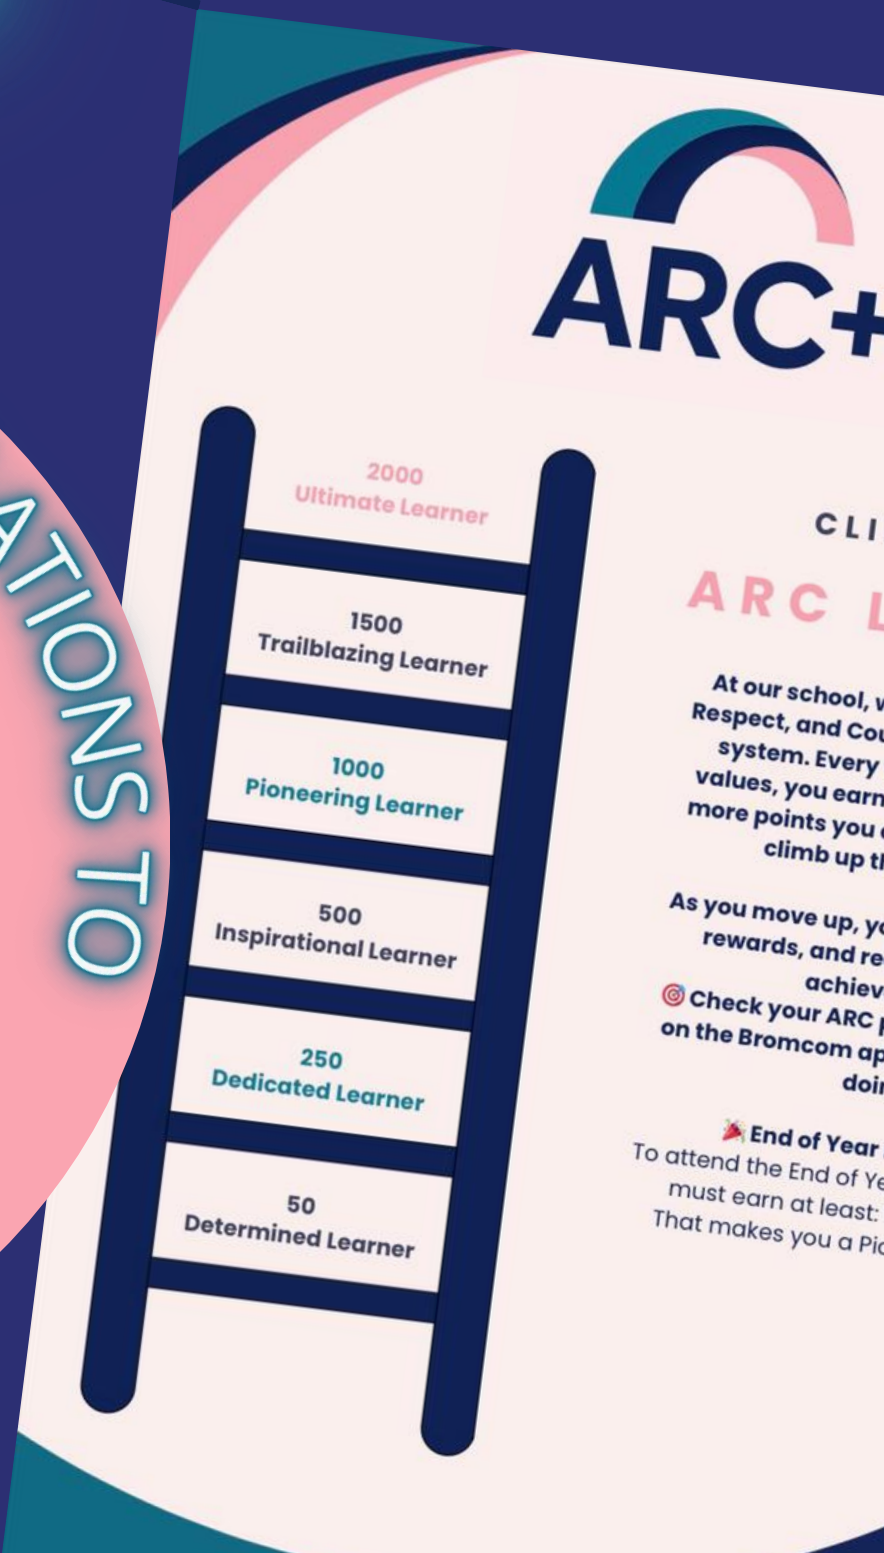 ARC+
2000
Ultimate Learner
1500
Trailblazing Learner
1000
Pioneering Learner
500
Inspirational Learner
250
Dedicated Learner
50
Determined Learner
ATIONS TO
CLI
ARC L
At our school, w
Respect, and Cou
system. Every
values, you earn
more points you
climb up th
As you move up, yo
rewards, and re
achiev
🎯 Check your ARC p
on the Bromcom ap
doin
🎉 End of Year
To attend the End of Ye
must earn at least:
That makes you a Pio